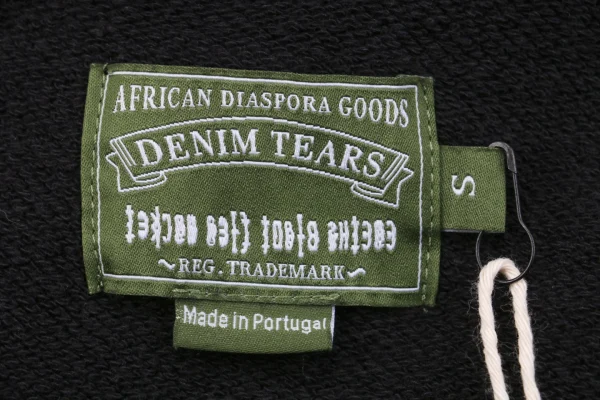 AFRICAN DIASPORA GOODS
DENIM TEARS
cactus plant flea market
~REG. TRADEMARK~
S
Made in Portugal